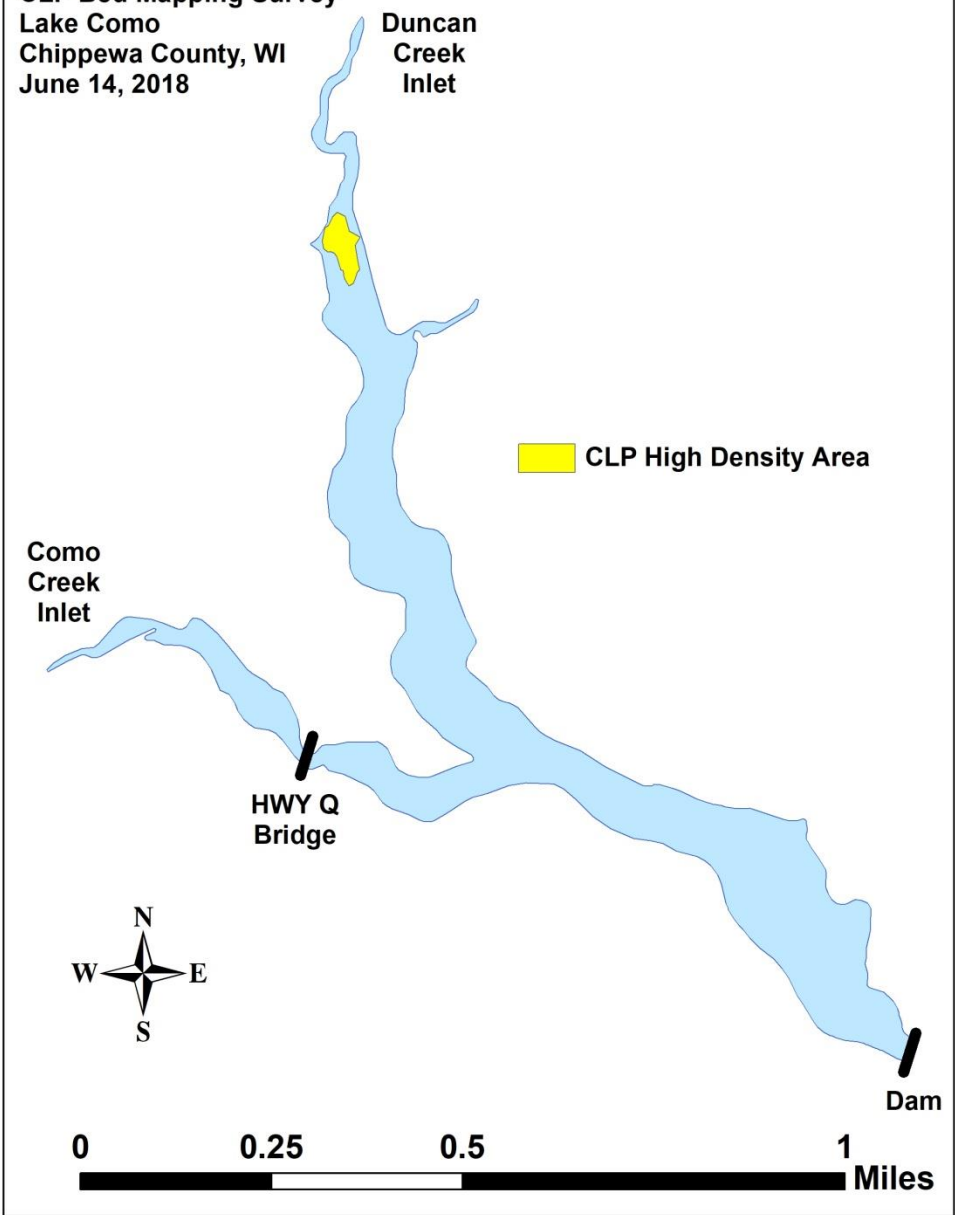 CLP Bed Mapping Survey
Lake Como
Chippewa County, WI
June 14, 2018
Duncan
Creek
Inlet
CLP High Density Area
Como
Creek
Inlet
HWY Q
Bridge
N
W
E
S
Dam
0
0.25
0.5
1
Miles